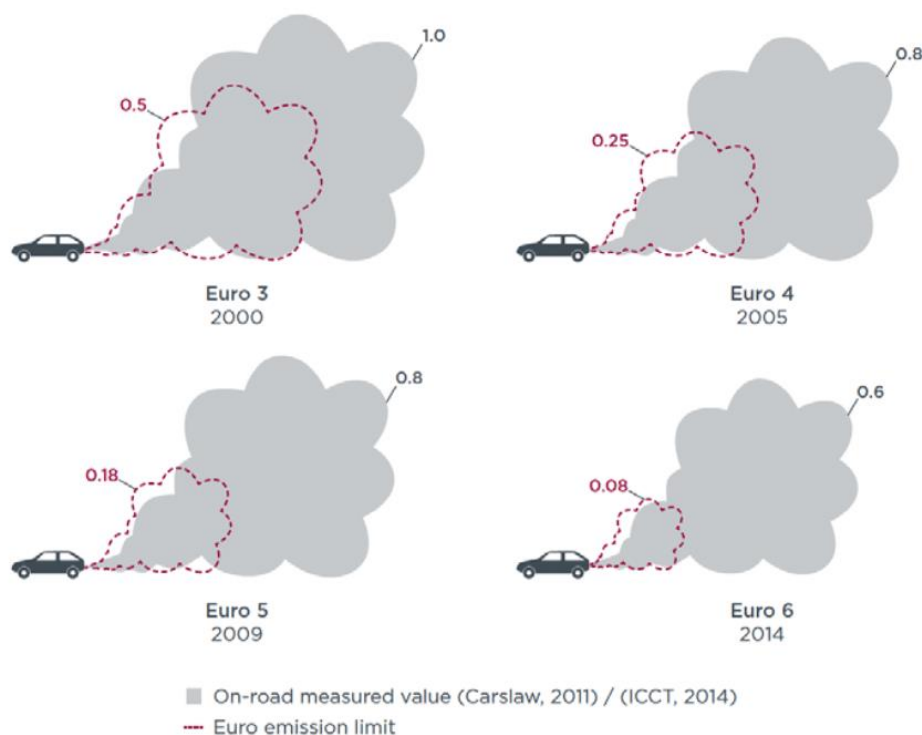 1.0
0.5
Euro 3
2000
0.8
0.25
Euro 4
2005
0.8
0.18
Euro 5
2009
0.6
0.08
Euro 6
2014
On-road measured value (Carslaw, 2011) / (ICCT, 2014)
Euro emission limit